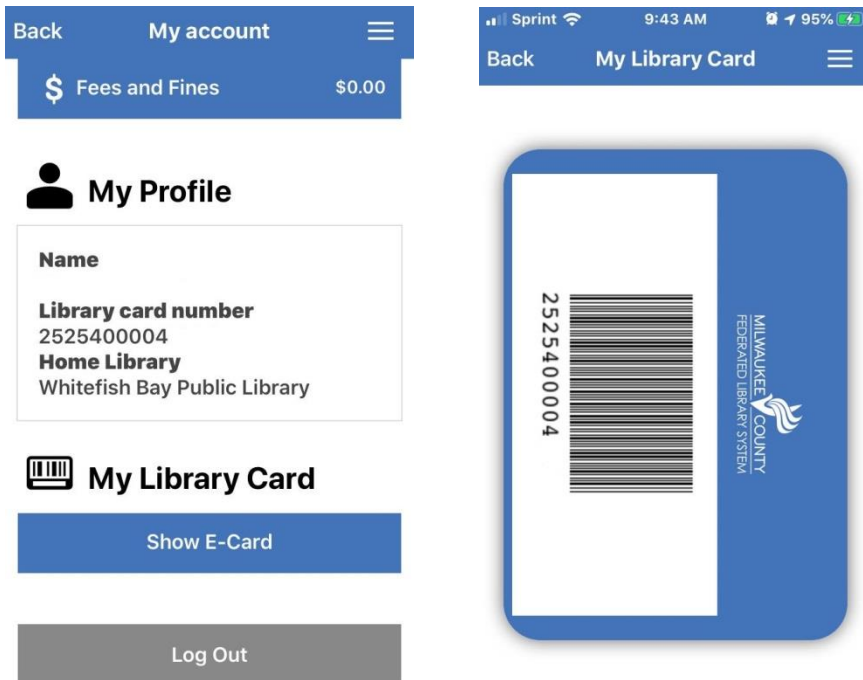 Back My account
$ Fees and Fines $0.00
My Profile
Name
Library card number
2525400004
Home Library
Whitefish Bay Public Library
My Library Card
Show E-Card
Log Out
Sprint 9:43 AM 95%
Back My Library Card
2525400004
MILWAUKEE COUNTY
FEDERATED LIBRARY SYSTEM